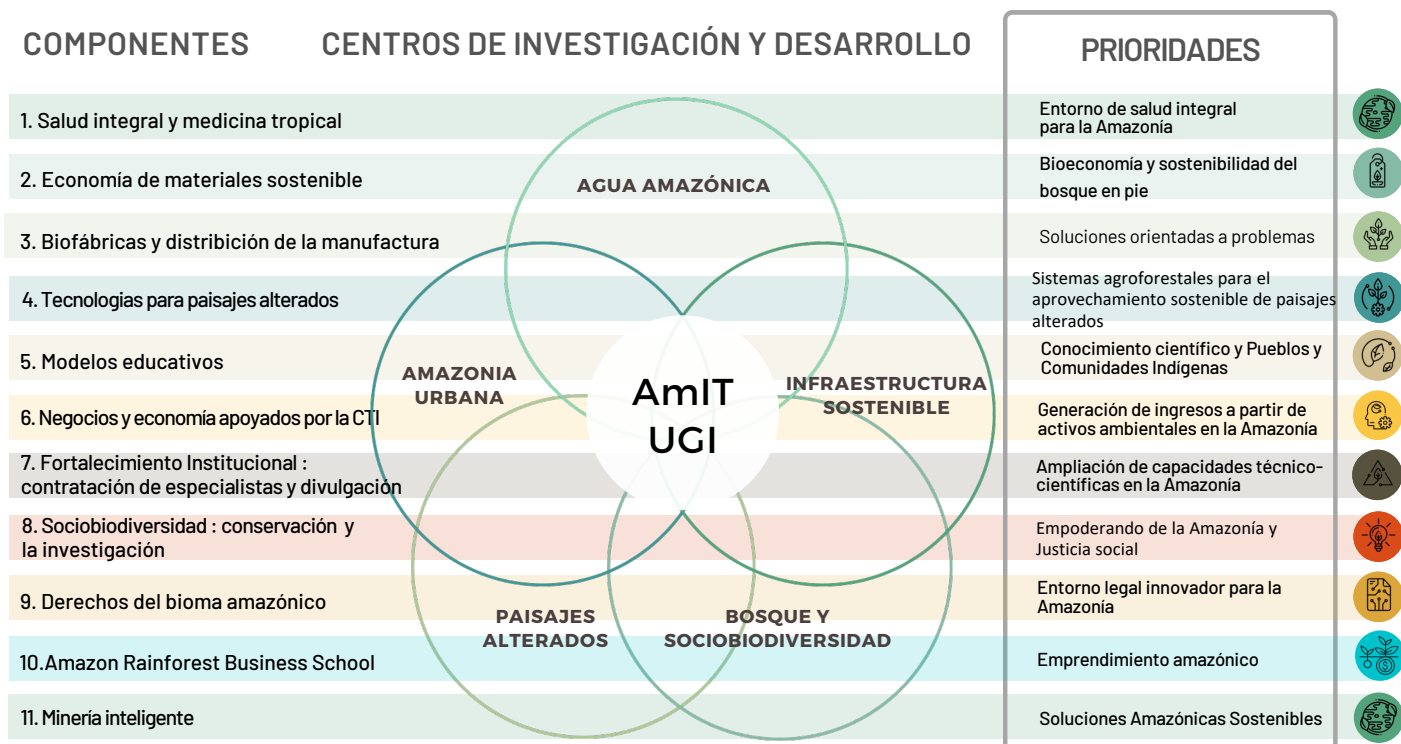 COMPONENTES
CENTROS DE INVESTIGACIÓN Y DESARROLLO
PRIORIDADES
1. Salud integral y medicina tropical
2. Economía de materiales sostenible
3. Biofábricas y distribición de la manufactura
4. Tecnologias para paisajes alterados
5. Modelos educativos
6. Negocios y economía apoyados por la CTI
7. Fortalecimiento Institucional :
contratación de especialistas y divulgación
8. Sociobiodiversidad : conservación y
la investigación
9. Derechos del bioma amazónico
10.Amazon Rainforest Business School
11. Minería inteligente
AGUA AMAZÓNICA
AMAZONIA
URBANA
INFRAESTRUCTURA
SOSTENIBLE
AmIT
UGI
PAISAJES
ALTERADOS
BOSQUE Y
SOCIOBIODIVERSIDAD
Entorno de salud integral
para la Amazonía
Bioeconomía y sostenibilidad del
bosque en pie
Soluciones orientadas a problemas
Sistemas agroforestales para el
aprovechamiento sostenible de paisajes
alterados
Conocimiento científico y Pueblos y
Comunidades Indígenas
Generación de ingresos a partir de
activos ambientales en la Amazonía
Ampliación de capacidades técnico-
científicas en la Amazonía
Empoderando de la Amazonía y
Justicia social
Entorno legal innovador para la
Amazonía
Emprendimiento amazónico
Soluciones Amazónicas Sostenibles